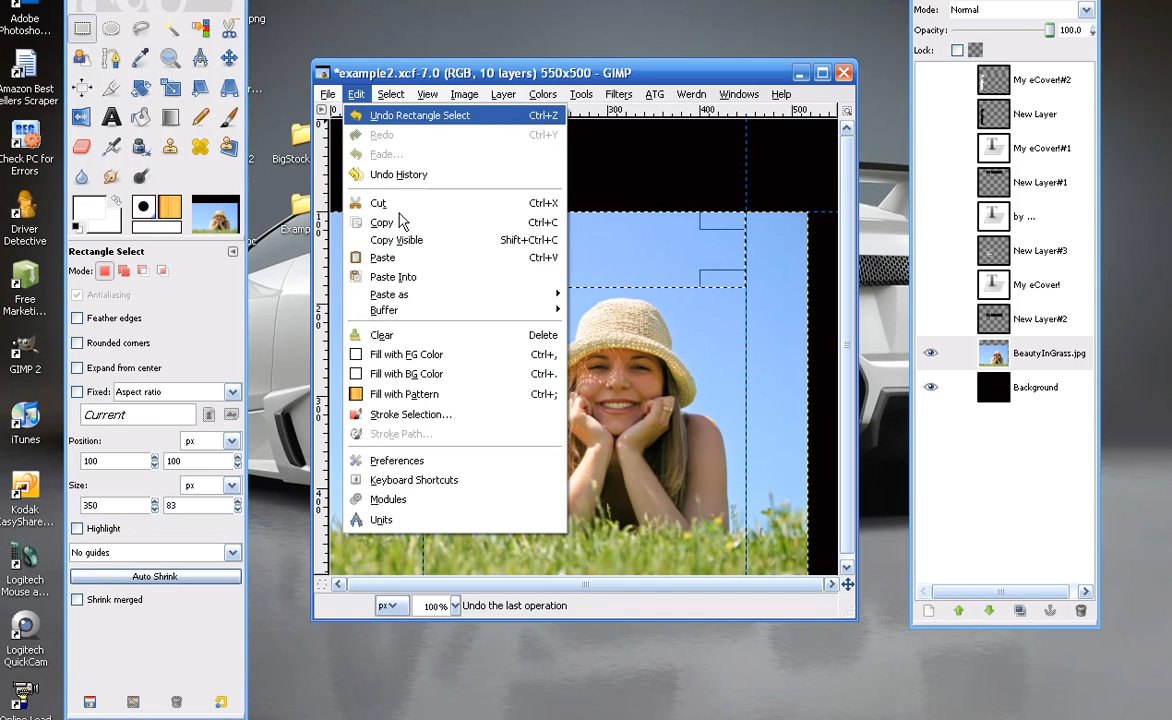 Adobe
Photosho...
Amazon Best
ellers Scraper
Check PC for
Errors
Driver
Detective
Free
Marketing ...
GIMP 2
iTunes
Kodak
EasyShare...
Logitech
Mouse a...
Logitech
QuickCam
png
BigStock
Examp
Rectangle Select
Mode:
Antialiasing
Feather edges
Rounded corners
Expand from center
Fixed: Aspect ratio
Current
Position: px
100 100
Size: px
350 83
Highlight
No guides
Auto Shrink
Shrink merged
*example2.xcf-7.0 (RGB, 10 layers) 550x500 - GIMP
File Edit Select View Image Layer Colors Tools Filters ATG Werdn Windows Help
Undo Rectangle Select Ctrl+Z
Redo Ctrl+Y
Fade...
Undo History
Cut Ctrl+X
Copy Ctrl+C
Copy Visible Shift+Ctrl+C
Paste Ctrl+V
Paste Into
Paste as
Buffer
Clear Delete
Fill with FG Color Ctrl+,
Fill with BG Color Ctrl+.
Fill with Pattern Ctrl+;
Stroke Selection...
Stroke Path...
Preferences
Keyboard Shortcuts
Modules
Units
300 400 500
px 100% Undo the last operation
Mode: Normal
Opacity: 100.0
Lock:
My eCover!#2
New Layer
My eCover!#1
New Layer#1
by ...
New Layer#3
My eCover!
New Layer#2
BeautyInGrass.jpg
Background